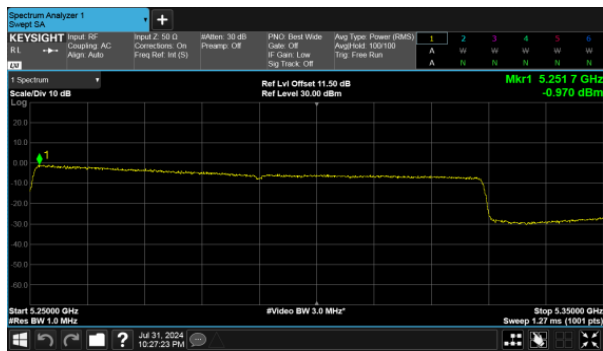 Spectrum Analyzer 1
Swept SA
+
KEYSIGHT Input: RF Input Z: 50 Ω #Atten: 30 dB PNO: Best Wide Avg Type: Power (RMS) 1 2 3 4 5 6
RL Coupling: AC Corrections: On Preamp: Off Gate: Off Avg|Hold: 100/100 A W W W W W
Align: Auto Freq Ref: Int (S) IF Gain: Low Trig: Free Run
LXI Sig Track: Off A N N N N N
1 Spectrum Ref Lvl Offset 11.50 dB Mkr1 5.251 7 GHz
Scale/Div 10 dB Ref Level 30.00 dBm -0.970 dBm
Log
20.0
10.0
1
0.00
-10.0
-20.0
-30.0
-40.0
-50.0
-60.0
Start 5.25000 GHz #Video BW 3.0 MHz* Stop 5.35000 GHz
#Res BW 1.0 MHz Sweep 1.27 ms (1001 pts)
? Jul 31, 2024
10:27:23 PM